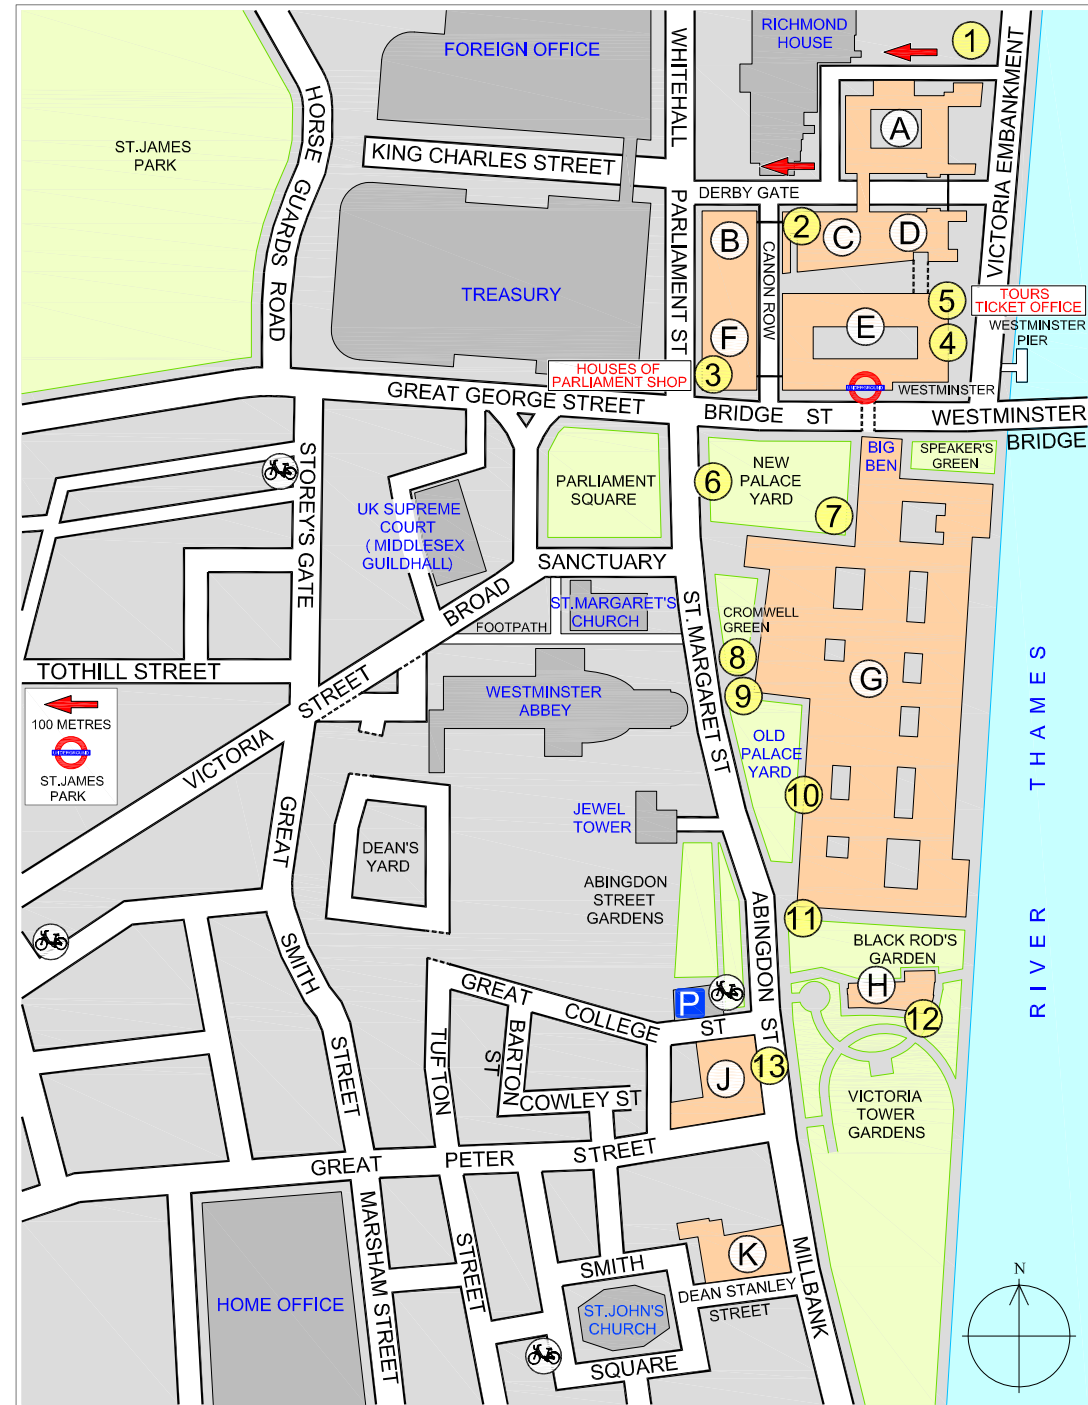 FOREIGN OFFICE
RICHMOND
HOUSE
1
WHITEHALL
HORSE GUARDS ROAD
ST.JAMES
PARK
KING CHARLES STREET
A
VICTORIA EMBANKMENT
DERBY GATE
PARLIAMENT ST
B
CANON ROW
2
C
D
TREASURY
5
TOURS
TICKET OFFICE
F
E
4
WESTMINSTER
PIER
HOUSES OF
PARLIAMENT SHOP
3
UNDERGROUND
WESTMINSTER
GREAT GEORGE STREET
BRIDGE ST
WESTMINSTER
BRIDGE
STOREY'S GATE
PARLIAMENT
SQUARE
6
NEW
PALACE
YARD
7
BIG
BEN
SPEAKER'S
GREEN
UK SUPREME
COURT
( MIDDLESEX
GUILDHALL)
BROAD
SANCTUARY
ST.MARGARET'S
CHURCH
FOOTPATH
ST. MARGARET ST
CROMWELL
GREEN
8
9
G
TOTHILL STREET
VICTORIA STREET
WESTMINSTER
ABBEY
100 METRES
UNDERGROUND
ST.JAMES
PARK
OLD
PALACE
YARD
10
RIVER THAMES
GREAT
SMITH
STREET
DEAN'S
YARD
JEWEL
TOWER
ABINGDON
STREET
GARDENS
ABINGDON ST
11
BLACK ROD'S
GARDEN
H
12
P
GREAT
COLLEGE
ST
TUFTON
STREET
BARTON
ST
COWLEY ST
J
13
VICTORIA
TOWER
GARDENS
GREAT PETER STREET
MARSHAM STREET
HOME OFFICE
SMITH
SQUARE
ST.JOHN'S
CHURCH
K
DEAN STANLEY
STREET
MILLBANK
N